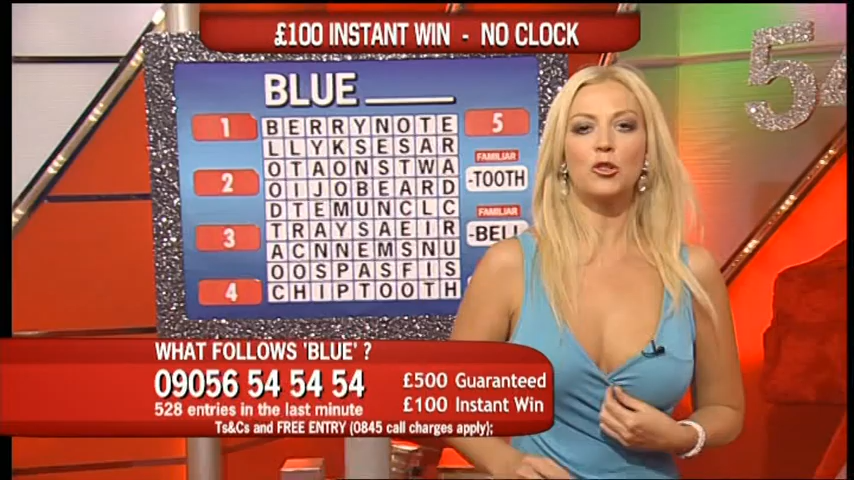 £100 INSTANT WIN - NO CLOCK
54
BLUE ______
1
2
3
4
BERRYNOTE
LLYKSESAR
OTAONSTWA
OIJOBEARD
DTEMUNCLC
TRAYSAEIR
ACNNEMSNU
OOSPASFIS
CHIPTOOTH
5
FAMILIAR
-TOOTH
FAMILIAR
-BELL
WHAT FOLLOWS 'BLUE' ?
09056 54 54 54
528 entries in the last minute
£500 Guaranteed
£100 Instant Win
Ts&Cs and FREE ENTRY (0845 call charges apply);